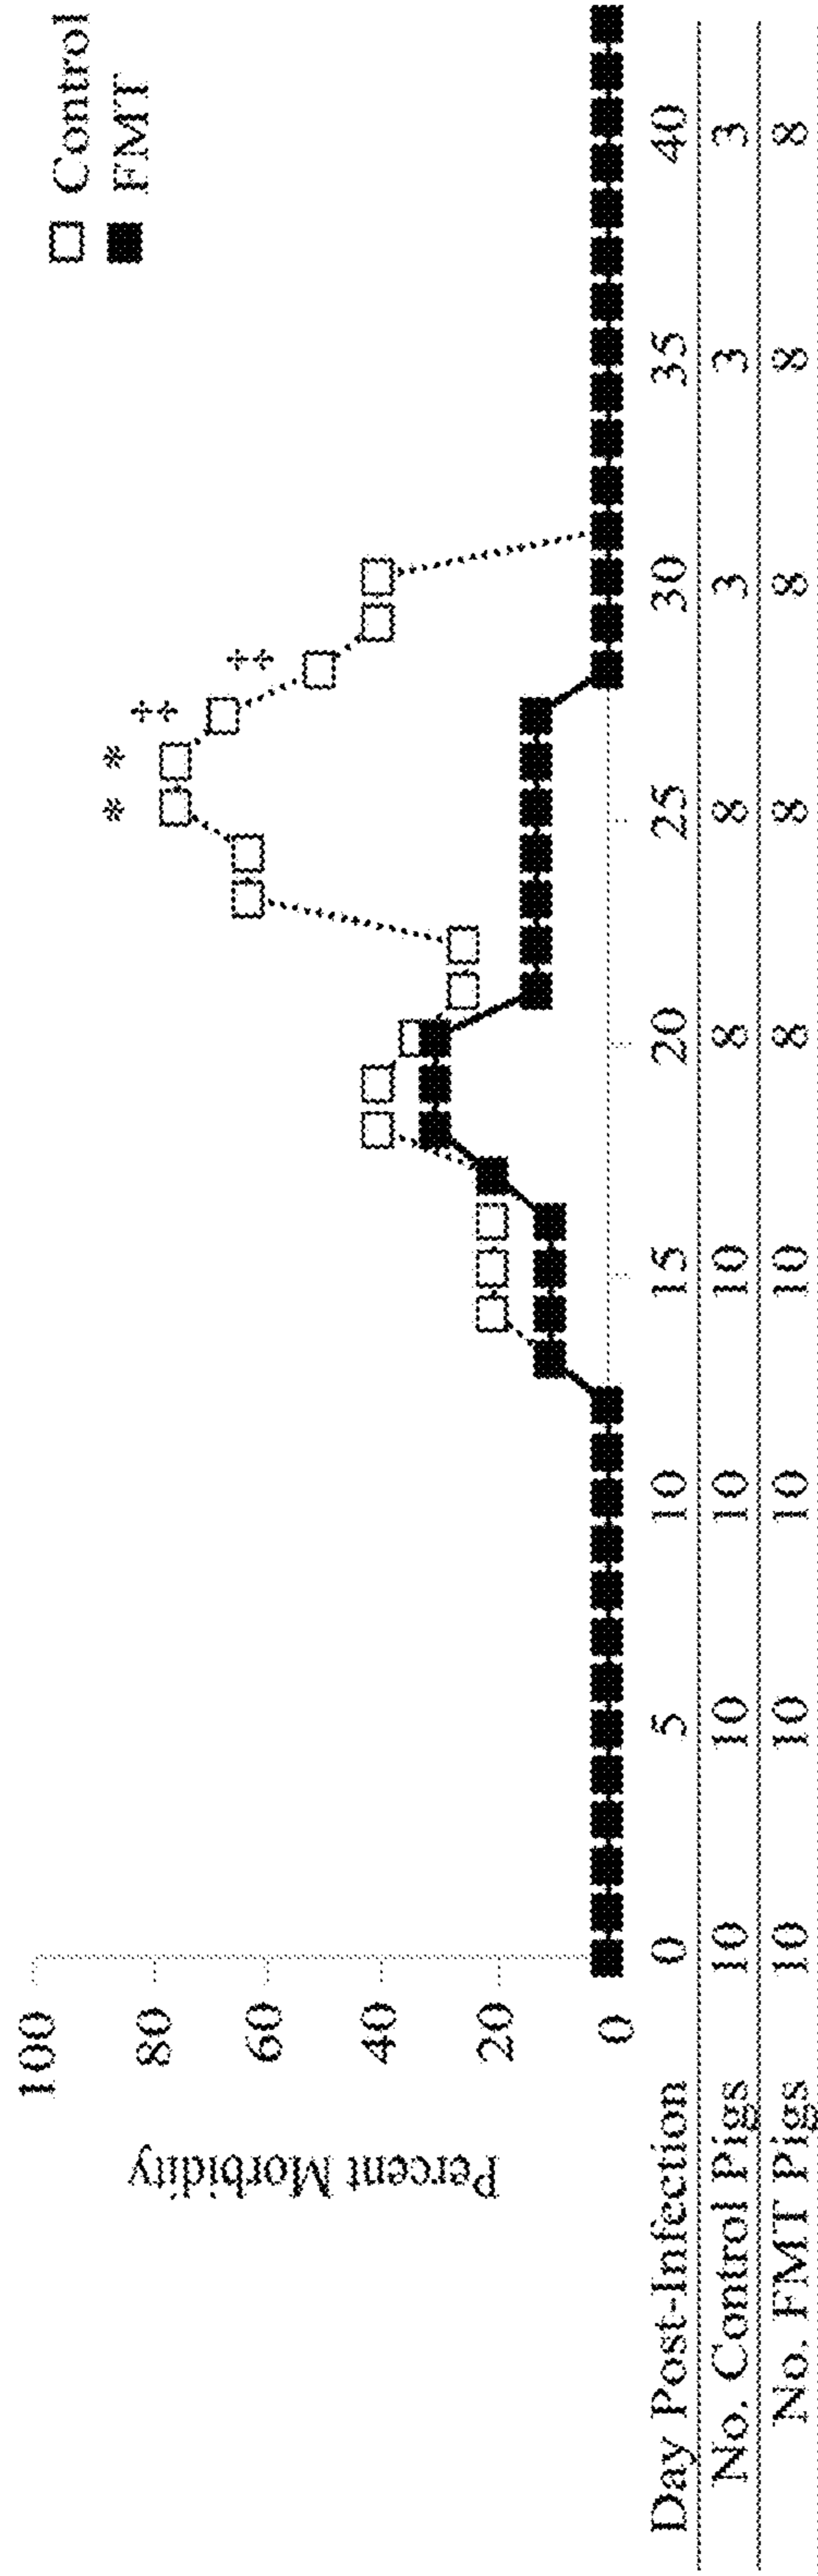 Control
FMT
Percent Morbidity
100
80
60
40
20
0
* *
‡
‡
Day Post-Infection 0 5 10 15 20 25 30 35 40
No. Control Pigs 10 10 10 10 8 8 3 3 3
No. FMT Pigs 10 10 10 10 8 8 8 8 8